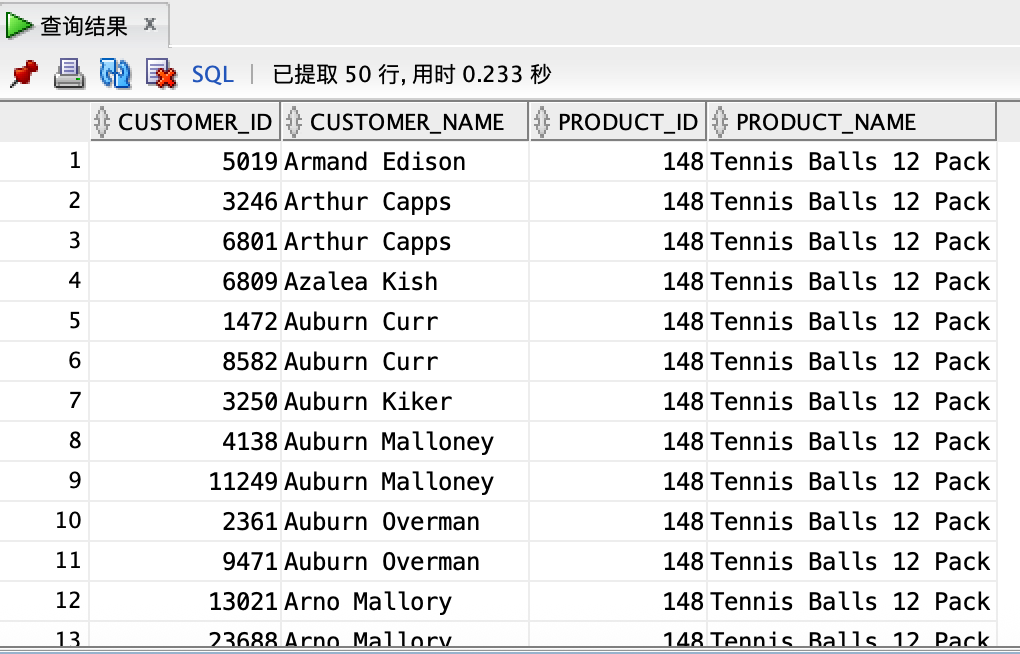 查询结果 x
SQL | 已提取 50 行, 用时 0.233 秒
CUSTOMER_ID CUSTOMER_NAME PRODUCT_ID PRODUCT_NAME
1 5019 Armand Edison 148 Tennis Balls 12 Pack
2 3246 Arthur Capps 148 Tennis Balls 12 Pack
3 6801 Arthur Capps 148 Tennis Balls 12 Pack
4 6809 Azalea Kish 148 Tennis Balls 12 Pack
5 1472 Auburn Curr 148 Tennis Balls 12 Pack
6 8582 Auburn Curr 148 Tennis Balls 12 Pack
7 3250 Auburn Kiker 148 Tennis Balls 12 Pack
8 4138 Auburn Malloney 148 Tennis Balls 12 Pack
9 11249 Auburn Malloney 148 Tennis Balls 12 Pack
10 2361 Auburn Overman 148 Tennis Balls 12 Pack
11 9471 Auburn Overman 148 Tennis Balls 12 Pack
12 13021 Arno Mallory 148 Tennis Balls 12 Pack
13 23688 Arno Mallory 148 Tennis Balls 12 Pack